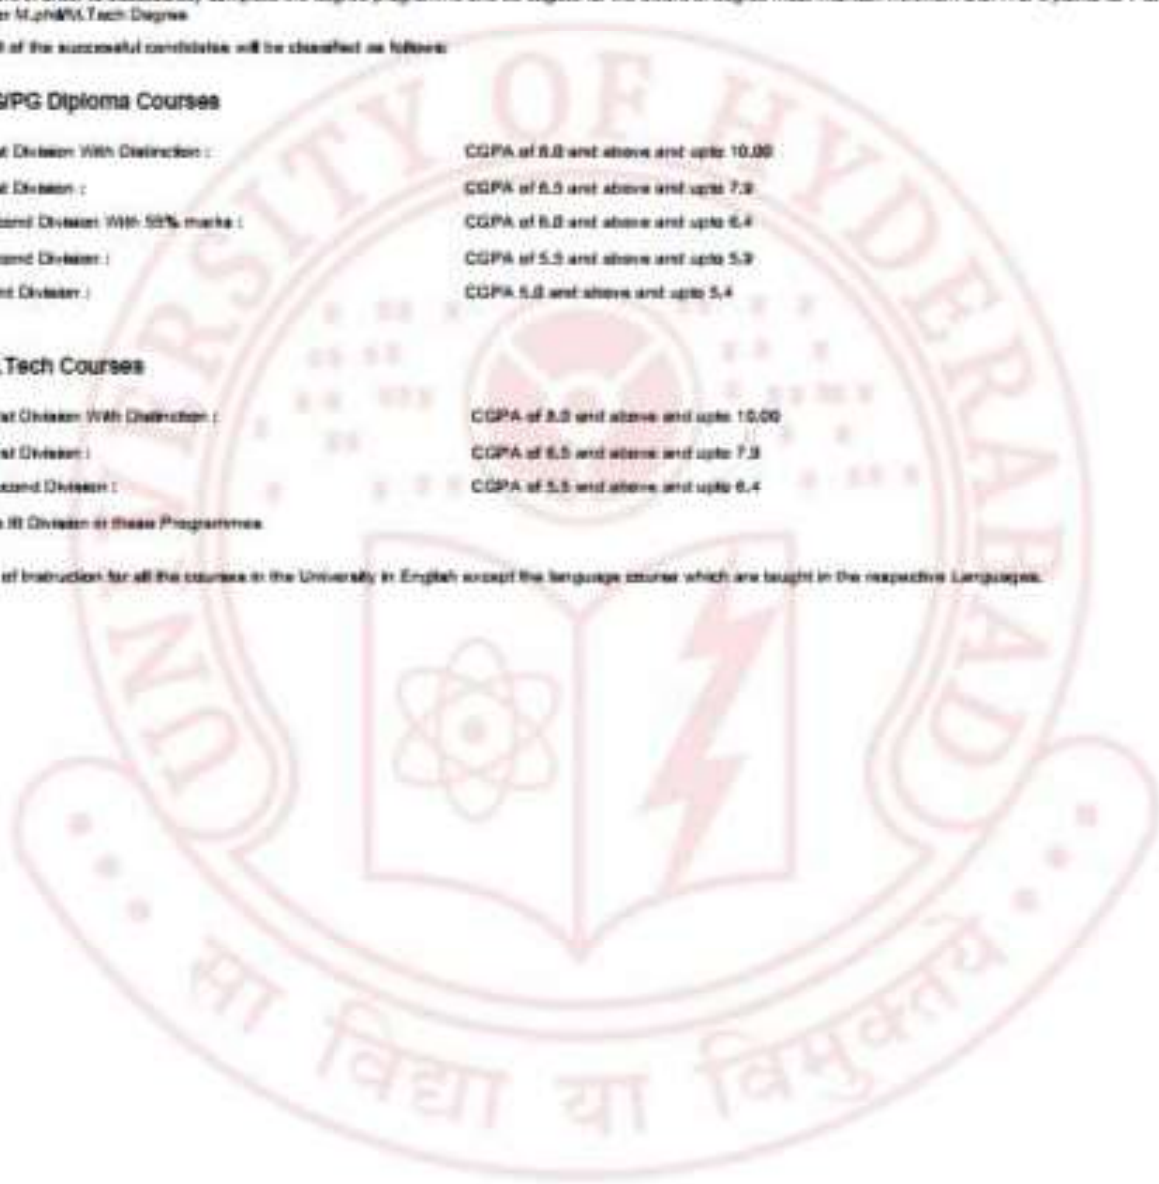 M.phil/M.Tech Degree
of the successful candidates will be classified as follows:
PG Diploma Courses
Division With Distinction : CGPA of 8.0 and above and upto 10.00
Division : CGPA of 6.5 and above and upto 7.9
Division With 55% marks : CGPA of 6.0 and above and upto 6.4
Division : CGPA of 5.5 and above and upto 5.9
Division : CGPA 5.0 and above and upto 5.4
.Tech Courses
Division With Distinction : CGPA of 8.0 and above and upto 10.00
Division : CGPA of 6.5 and above and upto 7.9
Division : CGPA of 5.5 and above and upto 6.4
III Division in these Programmes
of Instruction for all the courses in the University in English except the language course which are taught in the respective Languages.
UNIVERSITY OF HYDERABAD
सा विद्या या विमुक्तये